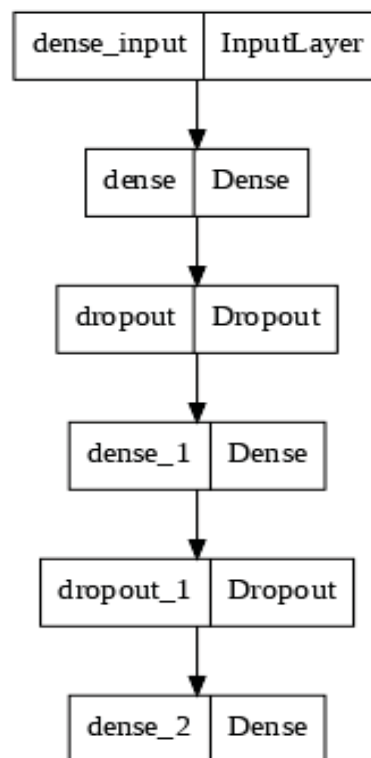 dense_input InputLayer
dense Dense
dropout Dropout
dense_1 Dense
dropout_1 Dropout
dense_2 Dense